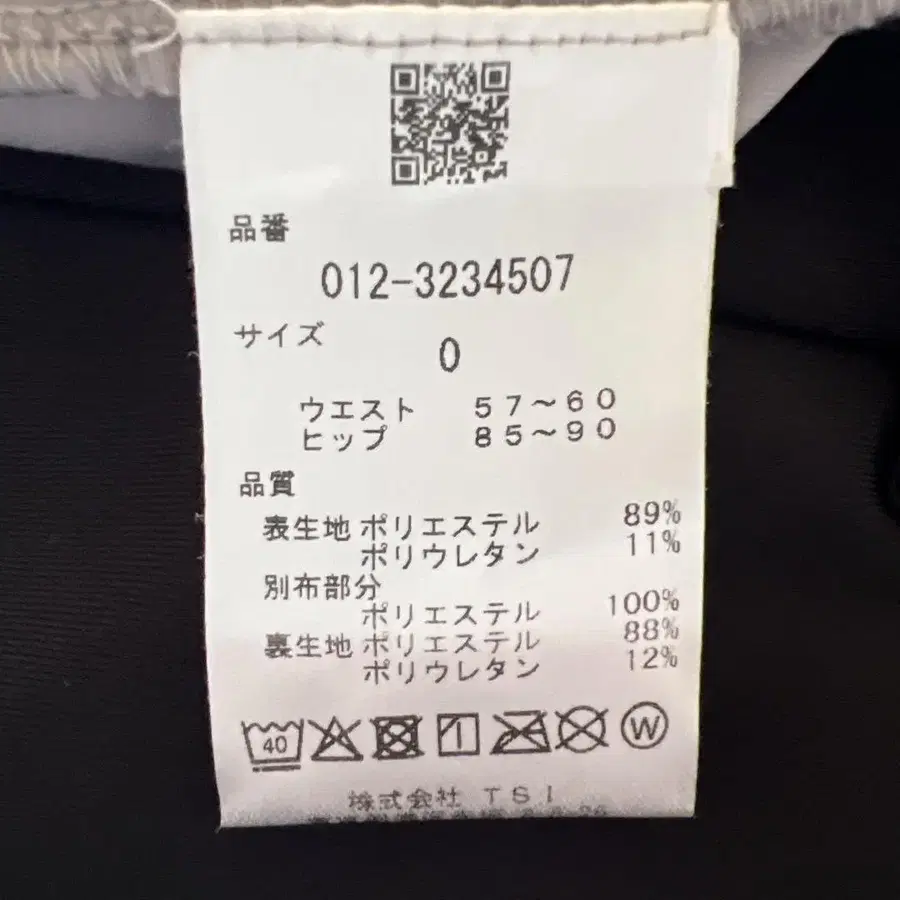 品番
012-3234507
サイズ
0
ウエスト 57～60
ヒップ 85～90
品質
表生地 ポリエステル 89%
ポリウレタン 11%
別布部分
ポリエステル 100%
裏生地 ポリエステル 88%
ポリウレタン 12%
40 W
株式会社 TSI